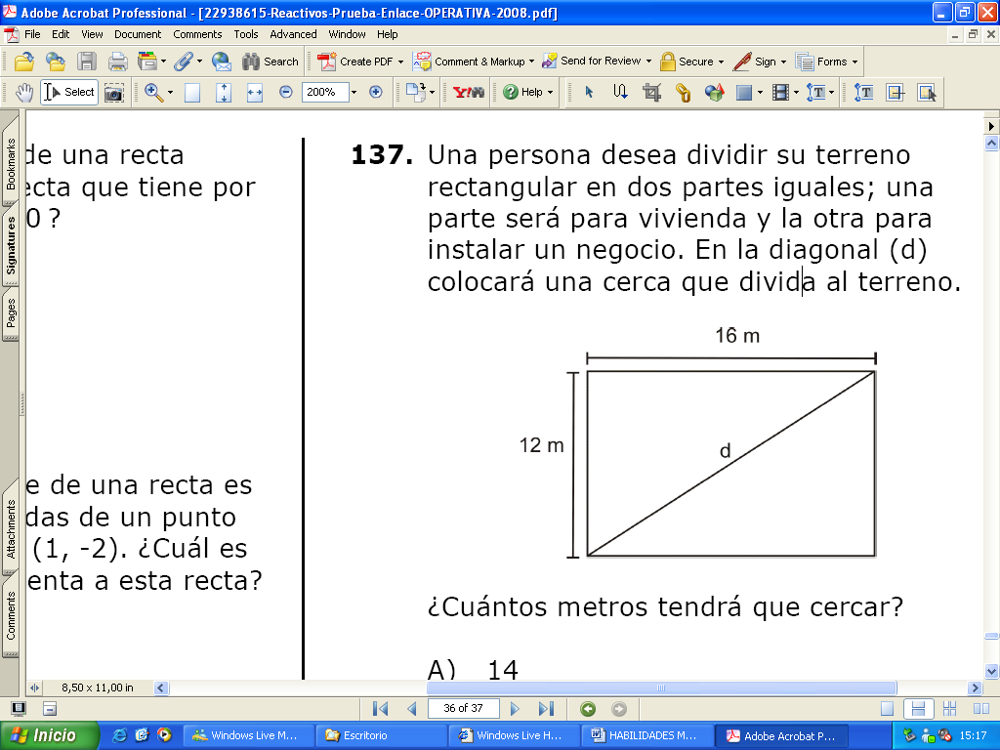 Adobe Acrobat Professional - [22938615-Reactivos-Prueba-Enlace-OPERATIVA-2008.pdf]
File Edit View Document Comments Tools Advanced Window Help
Search Create PDF Comment & Markup Send for Review Secure Sign Forms
Select 200% Y! Help
Bookmarks
Signatures
Pages
Attachments
Comments
de una recta
ecta que tiene por
0 ?
e de una recta es
das de un punto
(1, -2). ¿Cuál es
enta a esta recta?
137. Una persona desea dividir su terreno
rectangular en dos partes iguales; una
parte será para vivienda y la otra para
instalar un negocio. En la diagonal (d)
colocará una cerca que divida al terreno.
16 m
12 m
d
¿Cuántos metros tendrá que cercar?
A) 14
8,50 x 11,00 in
36 of 37
Inicio Windows Live M... Escritorio Windows Live H... HABILIDADES M... Adobe Acrobat P... 15:17